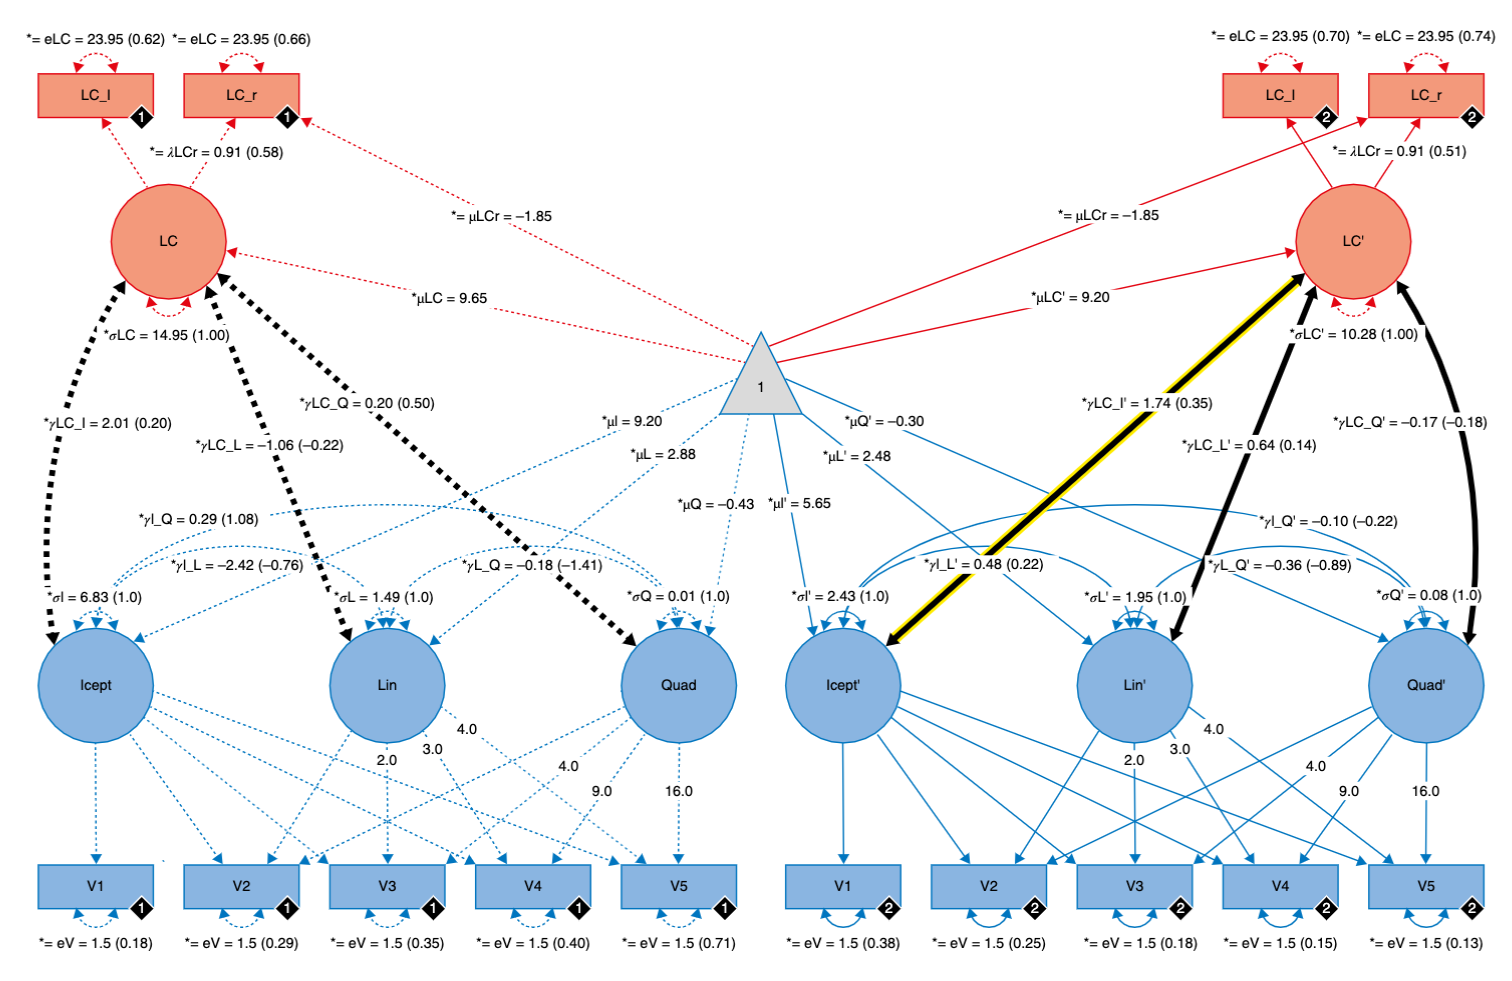 *= eLC = 23.95 (0.62)
*= eLC = 23.95 (0.66)
*= eLC = 23.95 (0.70)
*= eLC = 23.95 (0.74)
LC_l
1
LC_r
1
LC_l
2
LC_r
2
*= λLCr = 0.91 (0.58)
*= λLCr = 0.91 (0.51)
*= μLCr = –1.85
*= μLCr = –1.85
LC
LC'
*μLC = 9.65
*μLC' = 9.20
*σLC = 14.95 (1.00)
*σLC' = 10.28 (1.00)
1
*γLC_Q = 0.20 (0.50)
*γLC_I' = 1.74 (0.35)
*γLC_I = 2.01 (0.20)
*μI = 9.20
*μQ' = –0.30
*γLC_Q' = –0.17 (–0.18)
*γLC_L = –1.06 (–0.22)
*μL = 2.88
*μL' = 2.48
*γLC_L' = 0.64 (0.14)
*μQ = –0.43
*μI' = 5.65
*γI_Q = 0.29 (1.08)
*γI_Q' = –0.10 (–0.22)
*γI_L = –2.42 (–0.76)
*γL_Q = –0.18 (–1.41)
*γI_L' = 0.48 (0.22)
*γL_Q' = –0.36 (–0.89)
*σI = 6.83 (1.0)
*σL = 1.49 (1.0)
*σQ = 0.01 (1.0)
*σI' = 2.43 (1.0)
*σL' = 1.95 (1.0)
*σQ' = 0.08 (1.0)
Icept
Lin
Quad
Icept'
Lin'
Quad'
4.0
3.0
2.0
4.0
9.0
16.0
4.0
3.0
2.0
4.0
9.0
16.0
V1
1
V2
1
V3
1
V4
1
V5
1
V1
2
V2
2
V3
2
V4
2
V5
2
*= eV = 1.5 (0.18)
*= eV = 1.5 (0.29)
*= eV = 1.5 (0.35)
*= eV = 1.5 (0.40)
*= eV = 1.5 (0.71)
*= eV = 1.5 (0.38)
*= eV = 1.5 (0.25)
*= eV = 1.5 (0.18)
*= eV = 1.5 (0.15)
*= eV = 1.5 (0.13)